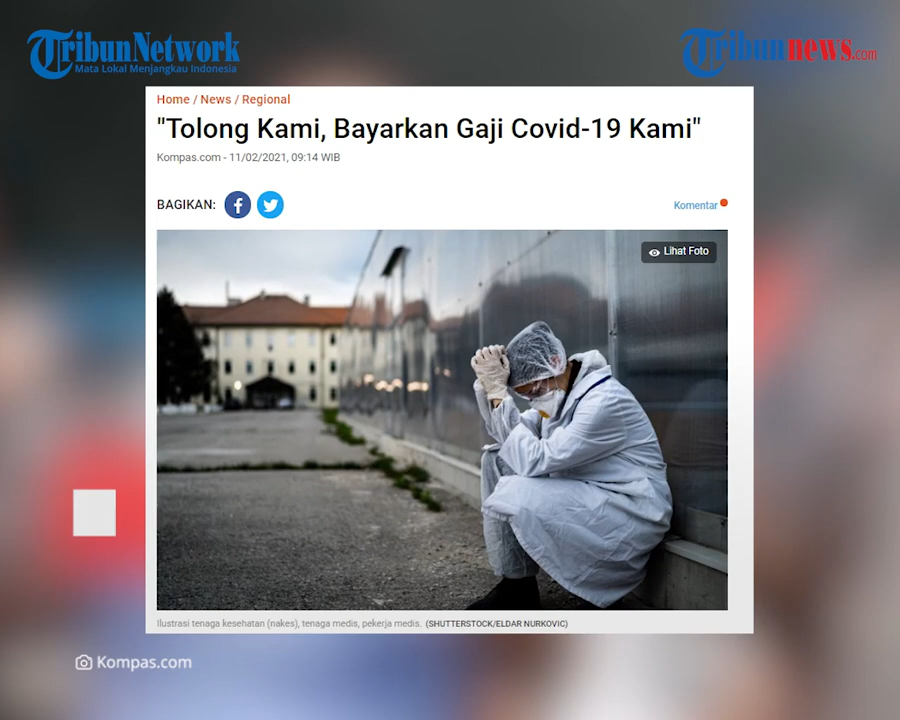 TribunNetwork
Mata Lokal Menjangkau Indonesia
Tribunnews.com
Home / News / Regional
"Tolong Kami, Bayarkan Gaji Covid-19 Kami"
Kompas.com - 11/02/2021, 09:14 WIB
BAGIKAN:
Komentar
Lihat Foto
Ilustrasi tenaga kesehatan (nakes), tenaga medis, pekerja medis. (SHUTTERSTOCK/ELDAR NURKOVIC)
Kompas.com